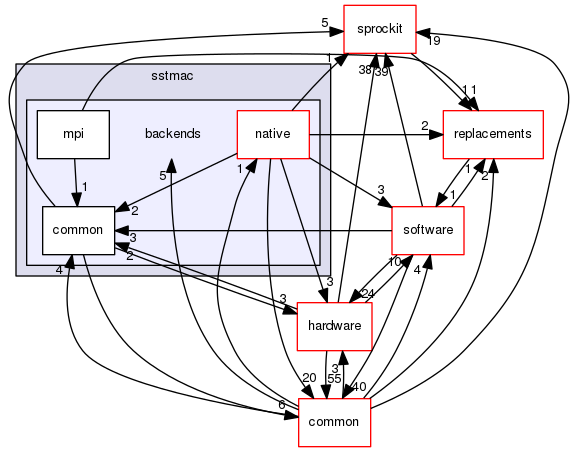 5
sprockit
19
1
38
39
sstmac
1
1
mpi
backends
native
2
replacements
5
1
1
2
1
3
1
common
2
software
3
2
4
10
4
3
3
24
hardware
3
20
55
40
6
common